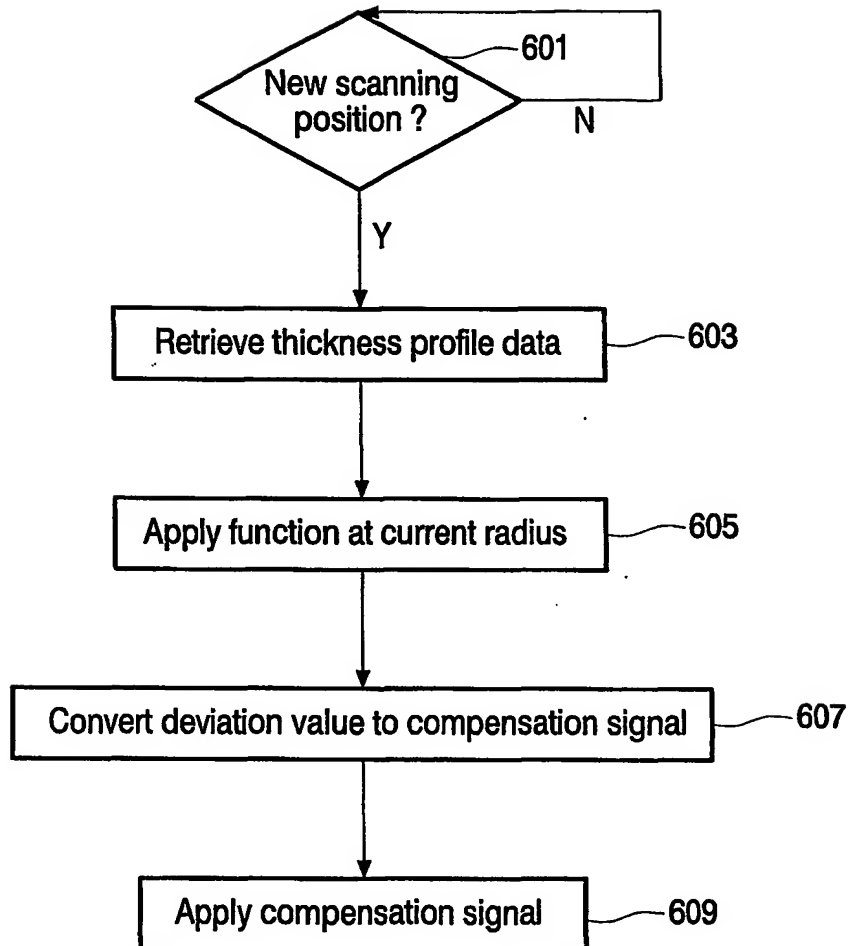 601
New scanning
position ?
N
Y
Retrieve thickness profile data
603
Apply function at current radius
605
Convert deviation value to compensation signal
607
Apply compensation signal
609